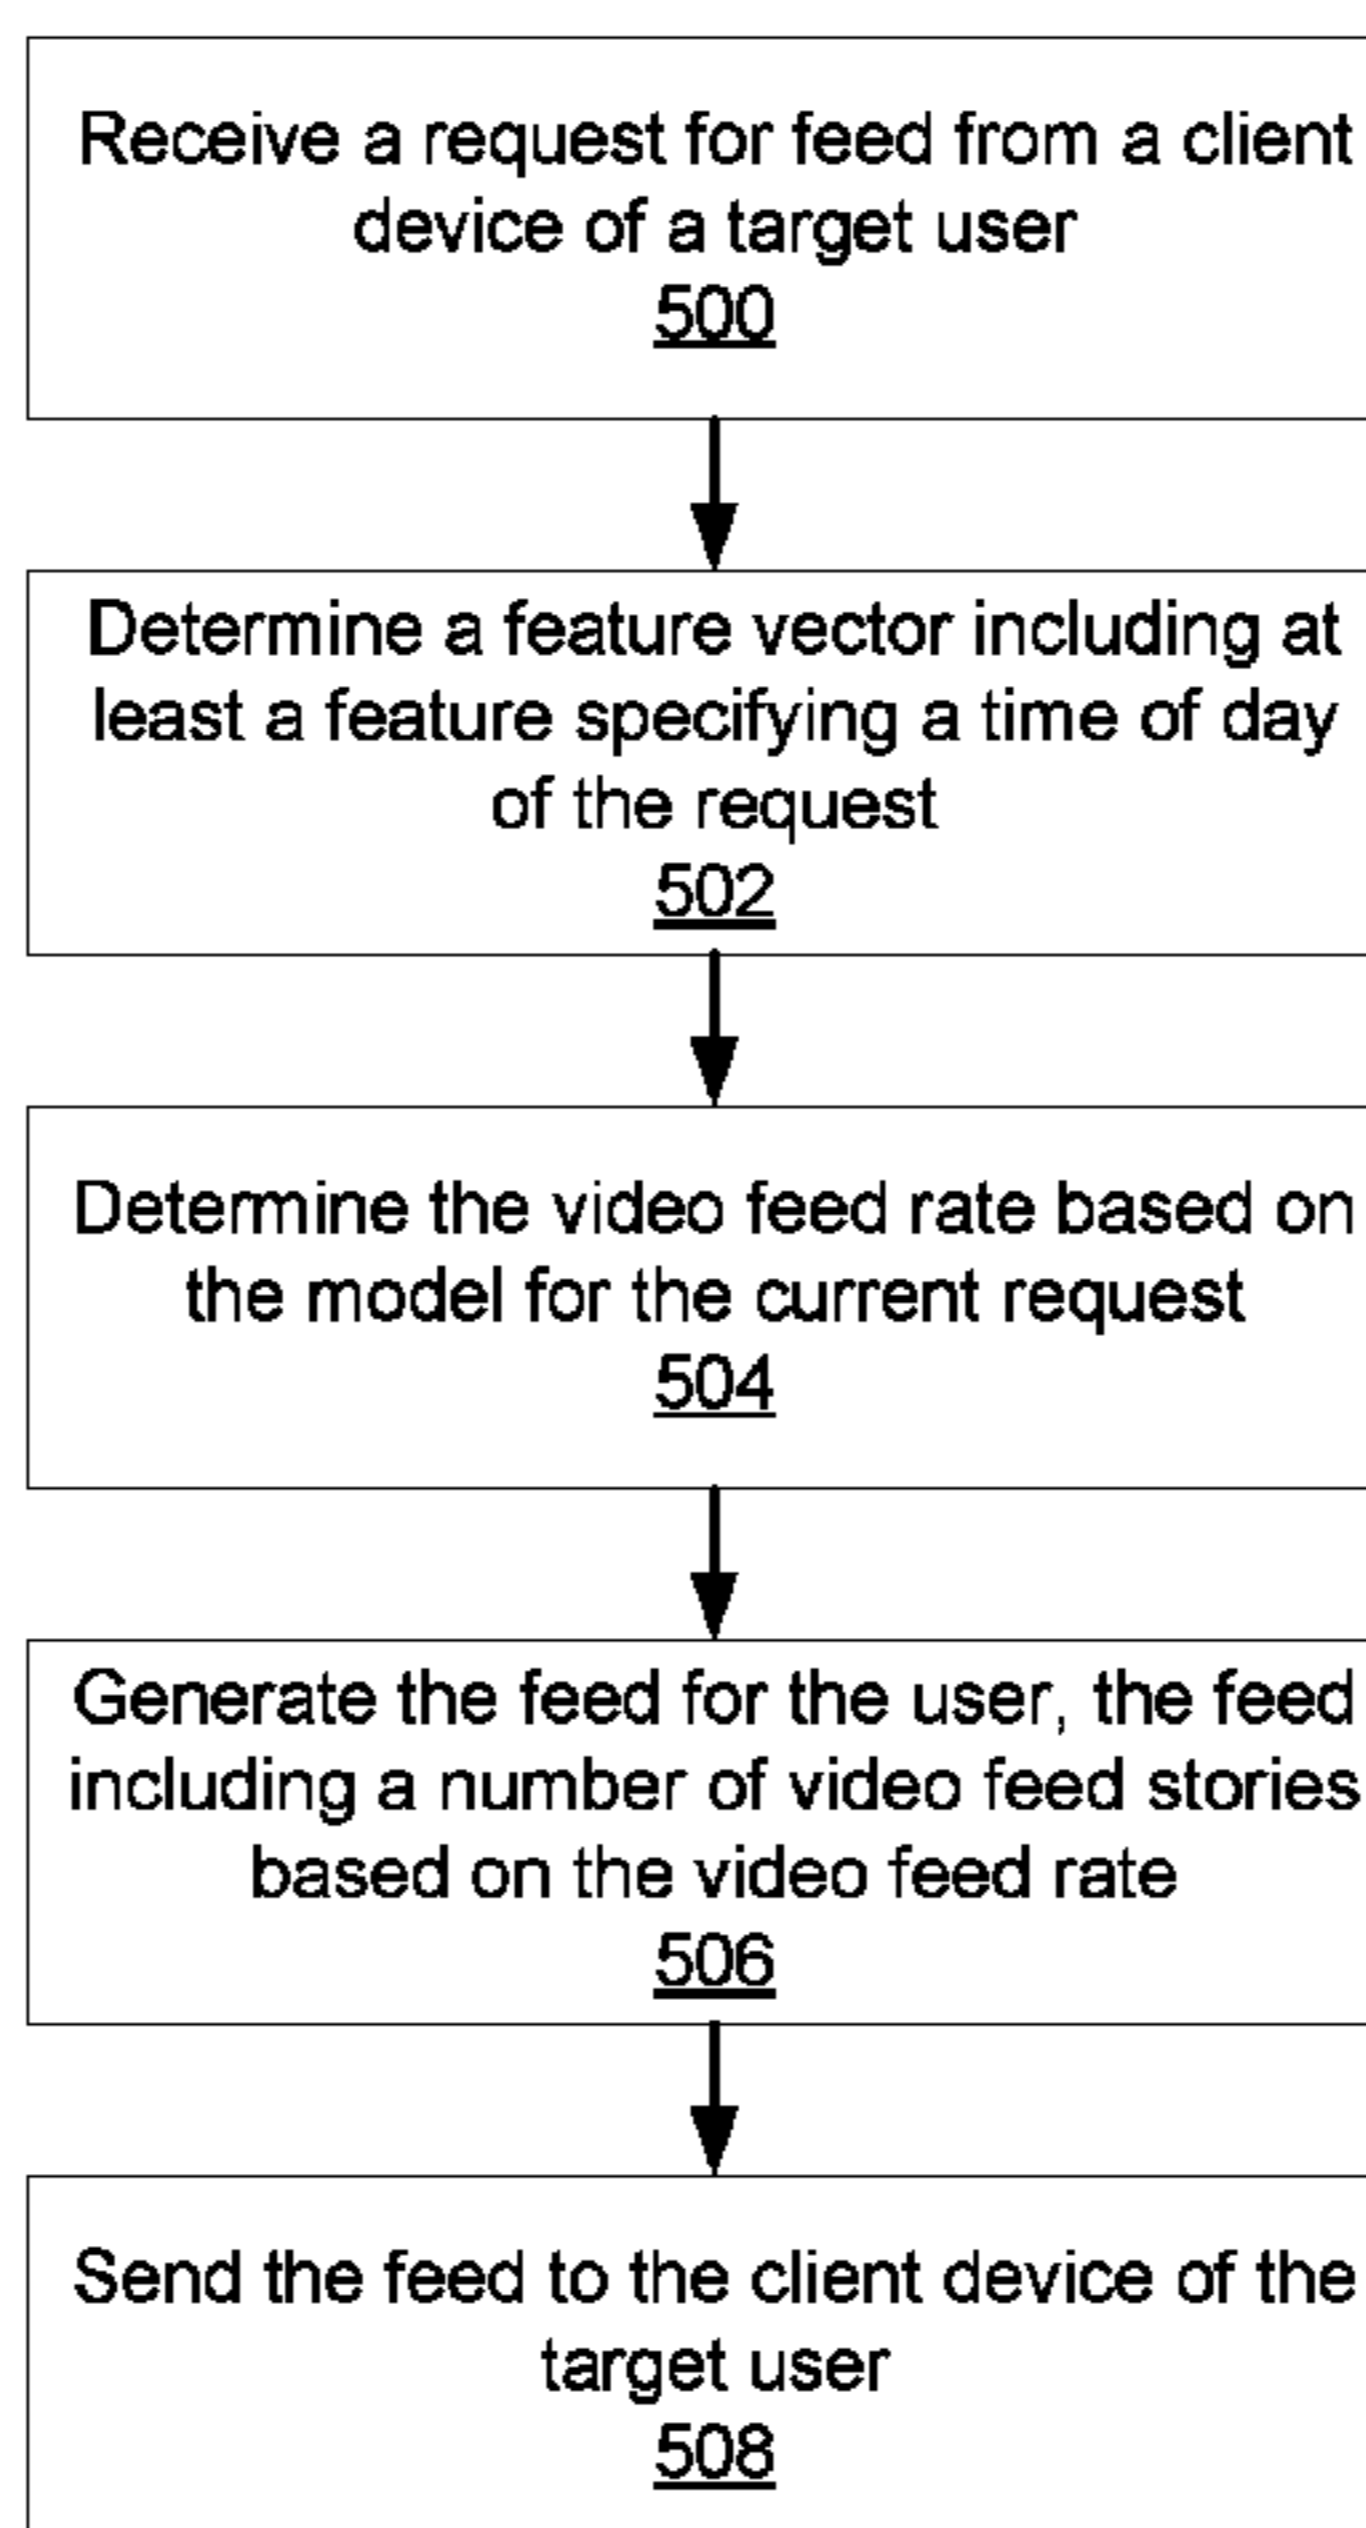 Receive a request for feed from a client
device of a target user
500
Determine a feature vector including at
least a feature specifying a time of day
of the request
502
Determine the video feed rate based on
the model for the current request
504
Generate the feed for the user, the feed
including a number of video feed stories
based on the video feed rate
506
Send the feed to the client device of the
target user
508